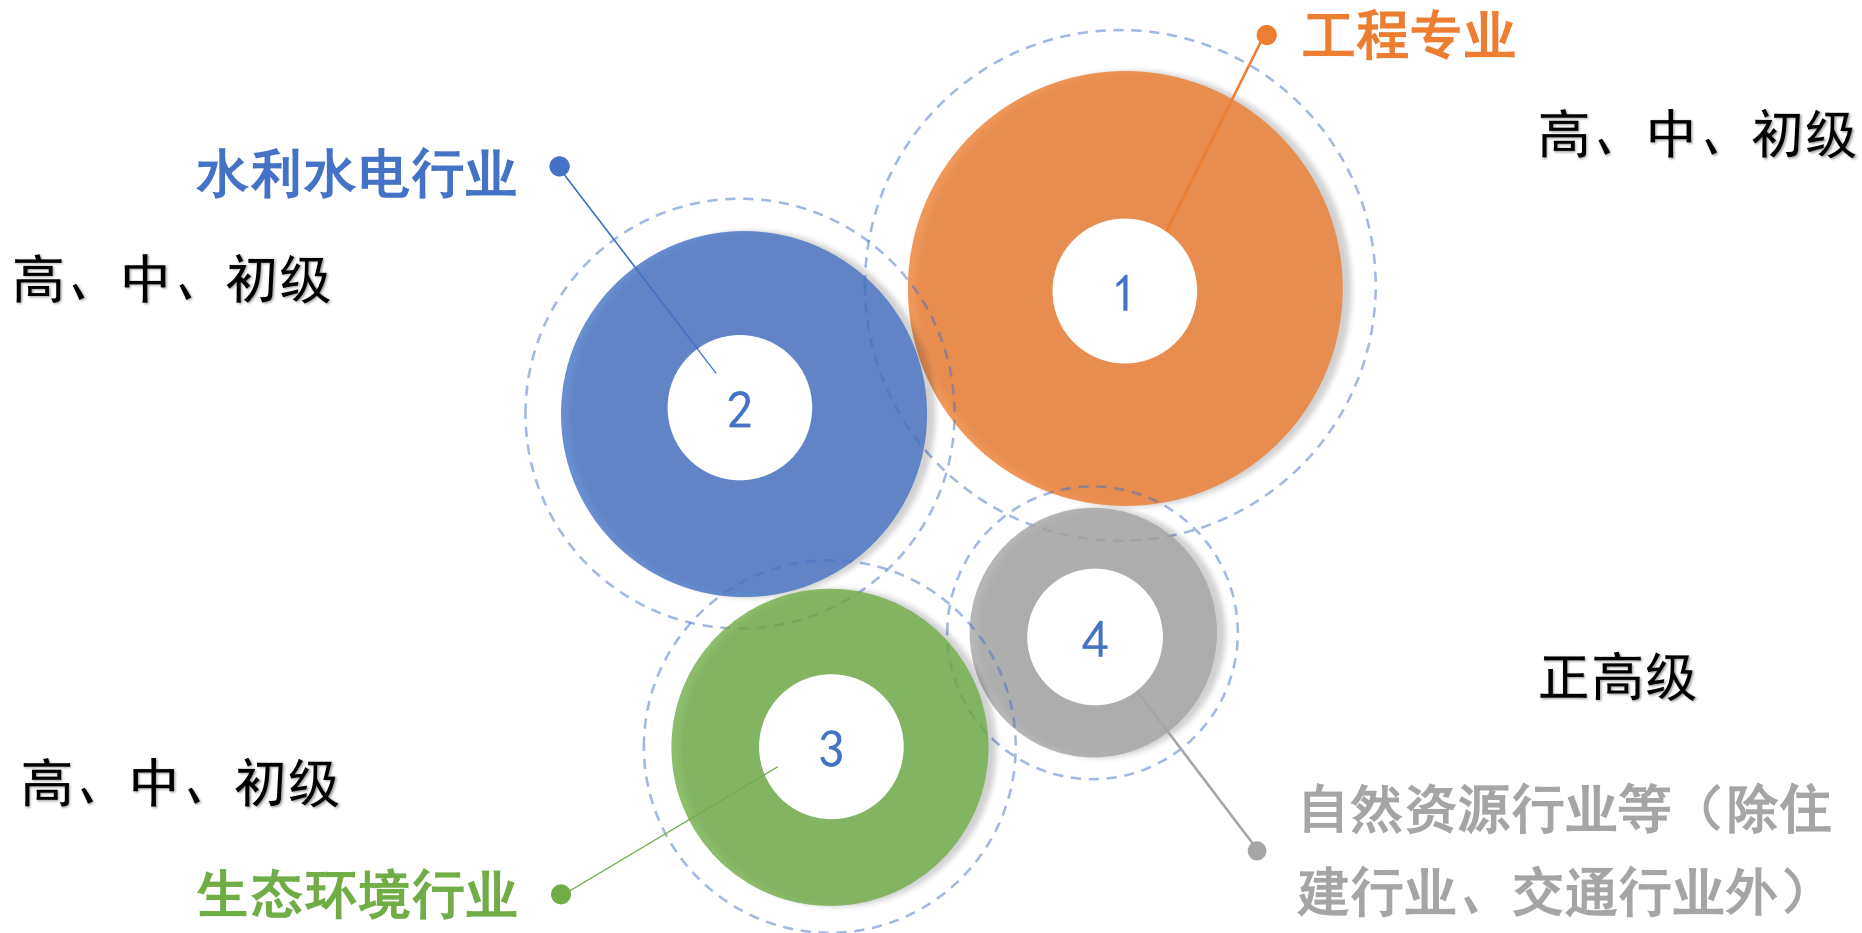 工程专业
高、中、初级
1
水利水电行业
高、中、初级
2
3
高、中、初级
生态环境行业
4
正高级
自然资源行业等（除住
建行业、交通行业外）